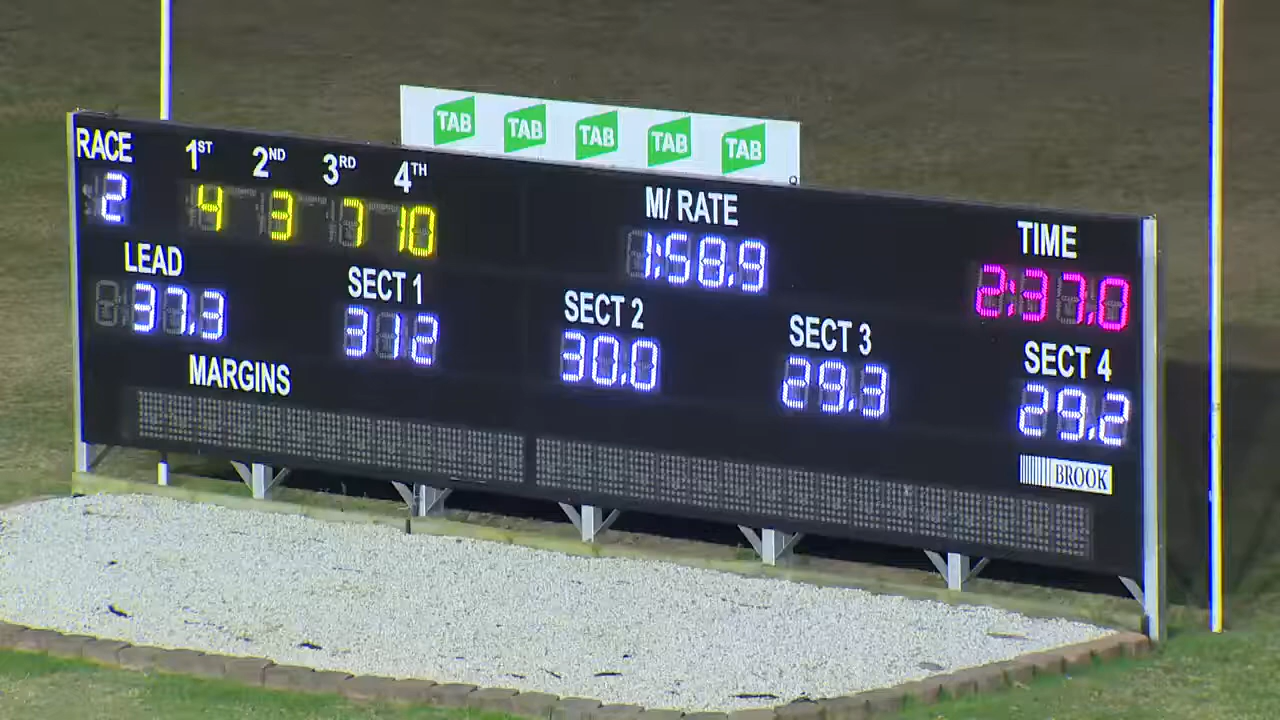 TAB TAB TAB TAB TAB
RACE 1ST 2ND 3RD 4TH
2 4 3 7 10
M/ RATE
1:58.9
TIME
2:37.0
LEAD
37.3
SECT 1
31.2
SECT 2
30.0
SECT 3
29.3
SECT 4
29.2
MARGINS
BROOK